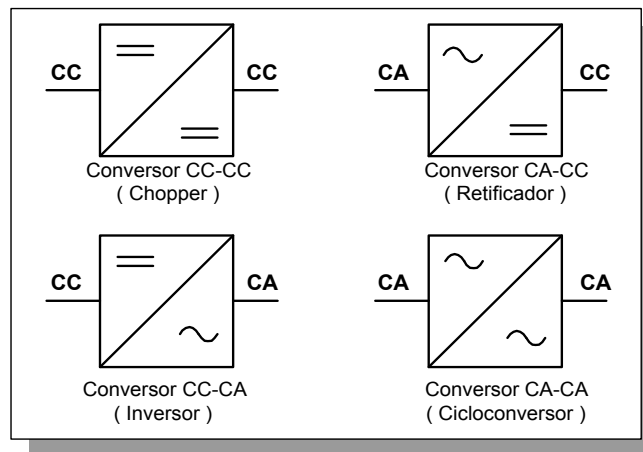 CC CC
Conversor CC-CC
( Chopper )
CA CC
Conversor CA-CC
( Retificador )
CC CA
Conversor CC-CA
( Inversor )
CA CA
Conversor CA-CA
( Cicloconversor )